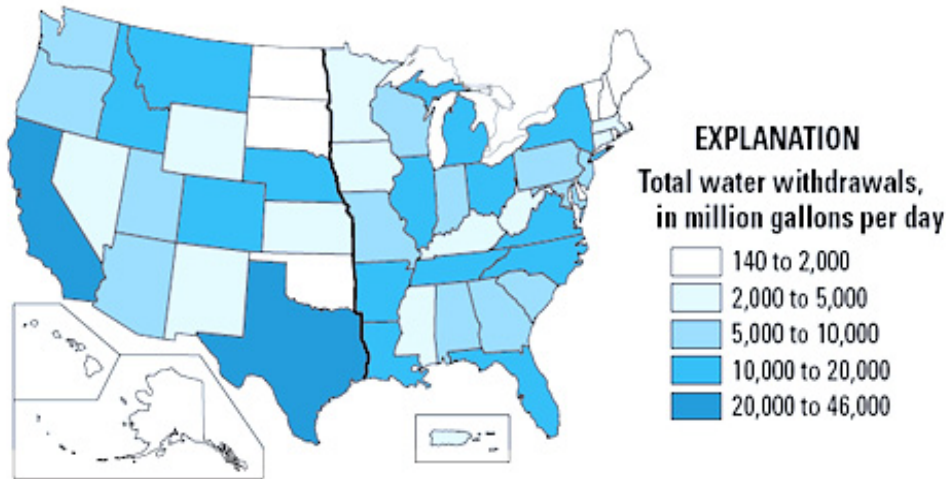 EXPLANATION
Total water withdrawals,
in million gallons per day
140 to 2,000
2,000 to 5,000
5,000 to 10,000
10,000 to 20,000
20,000 to 46,000